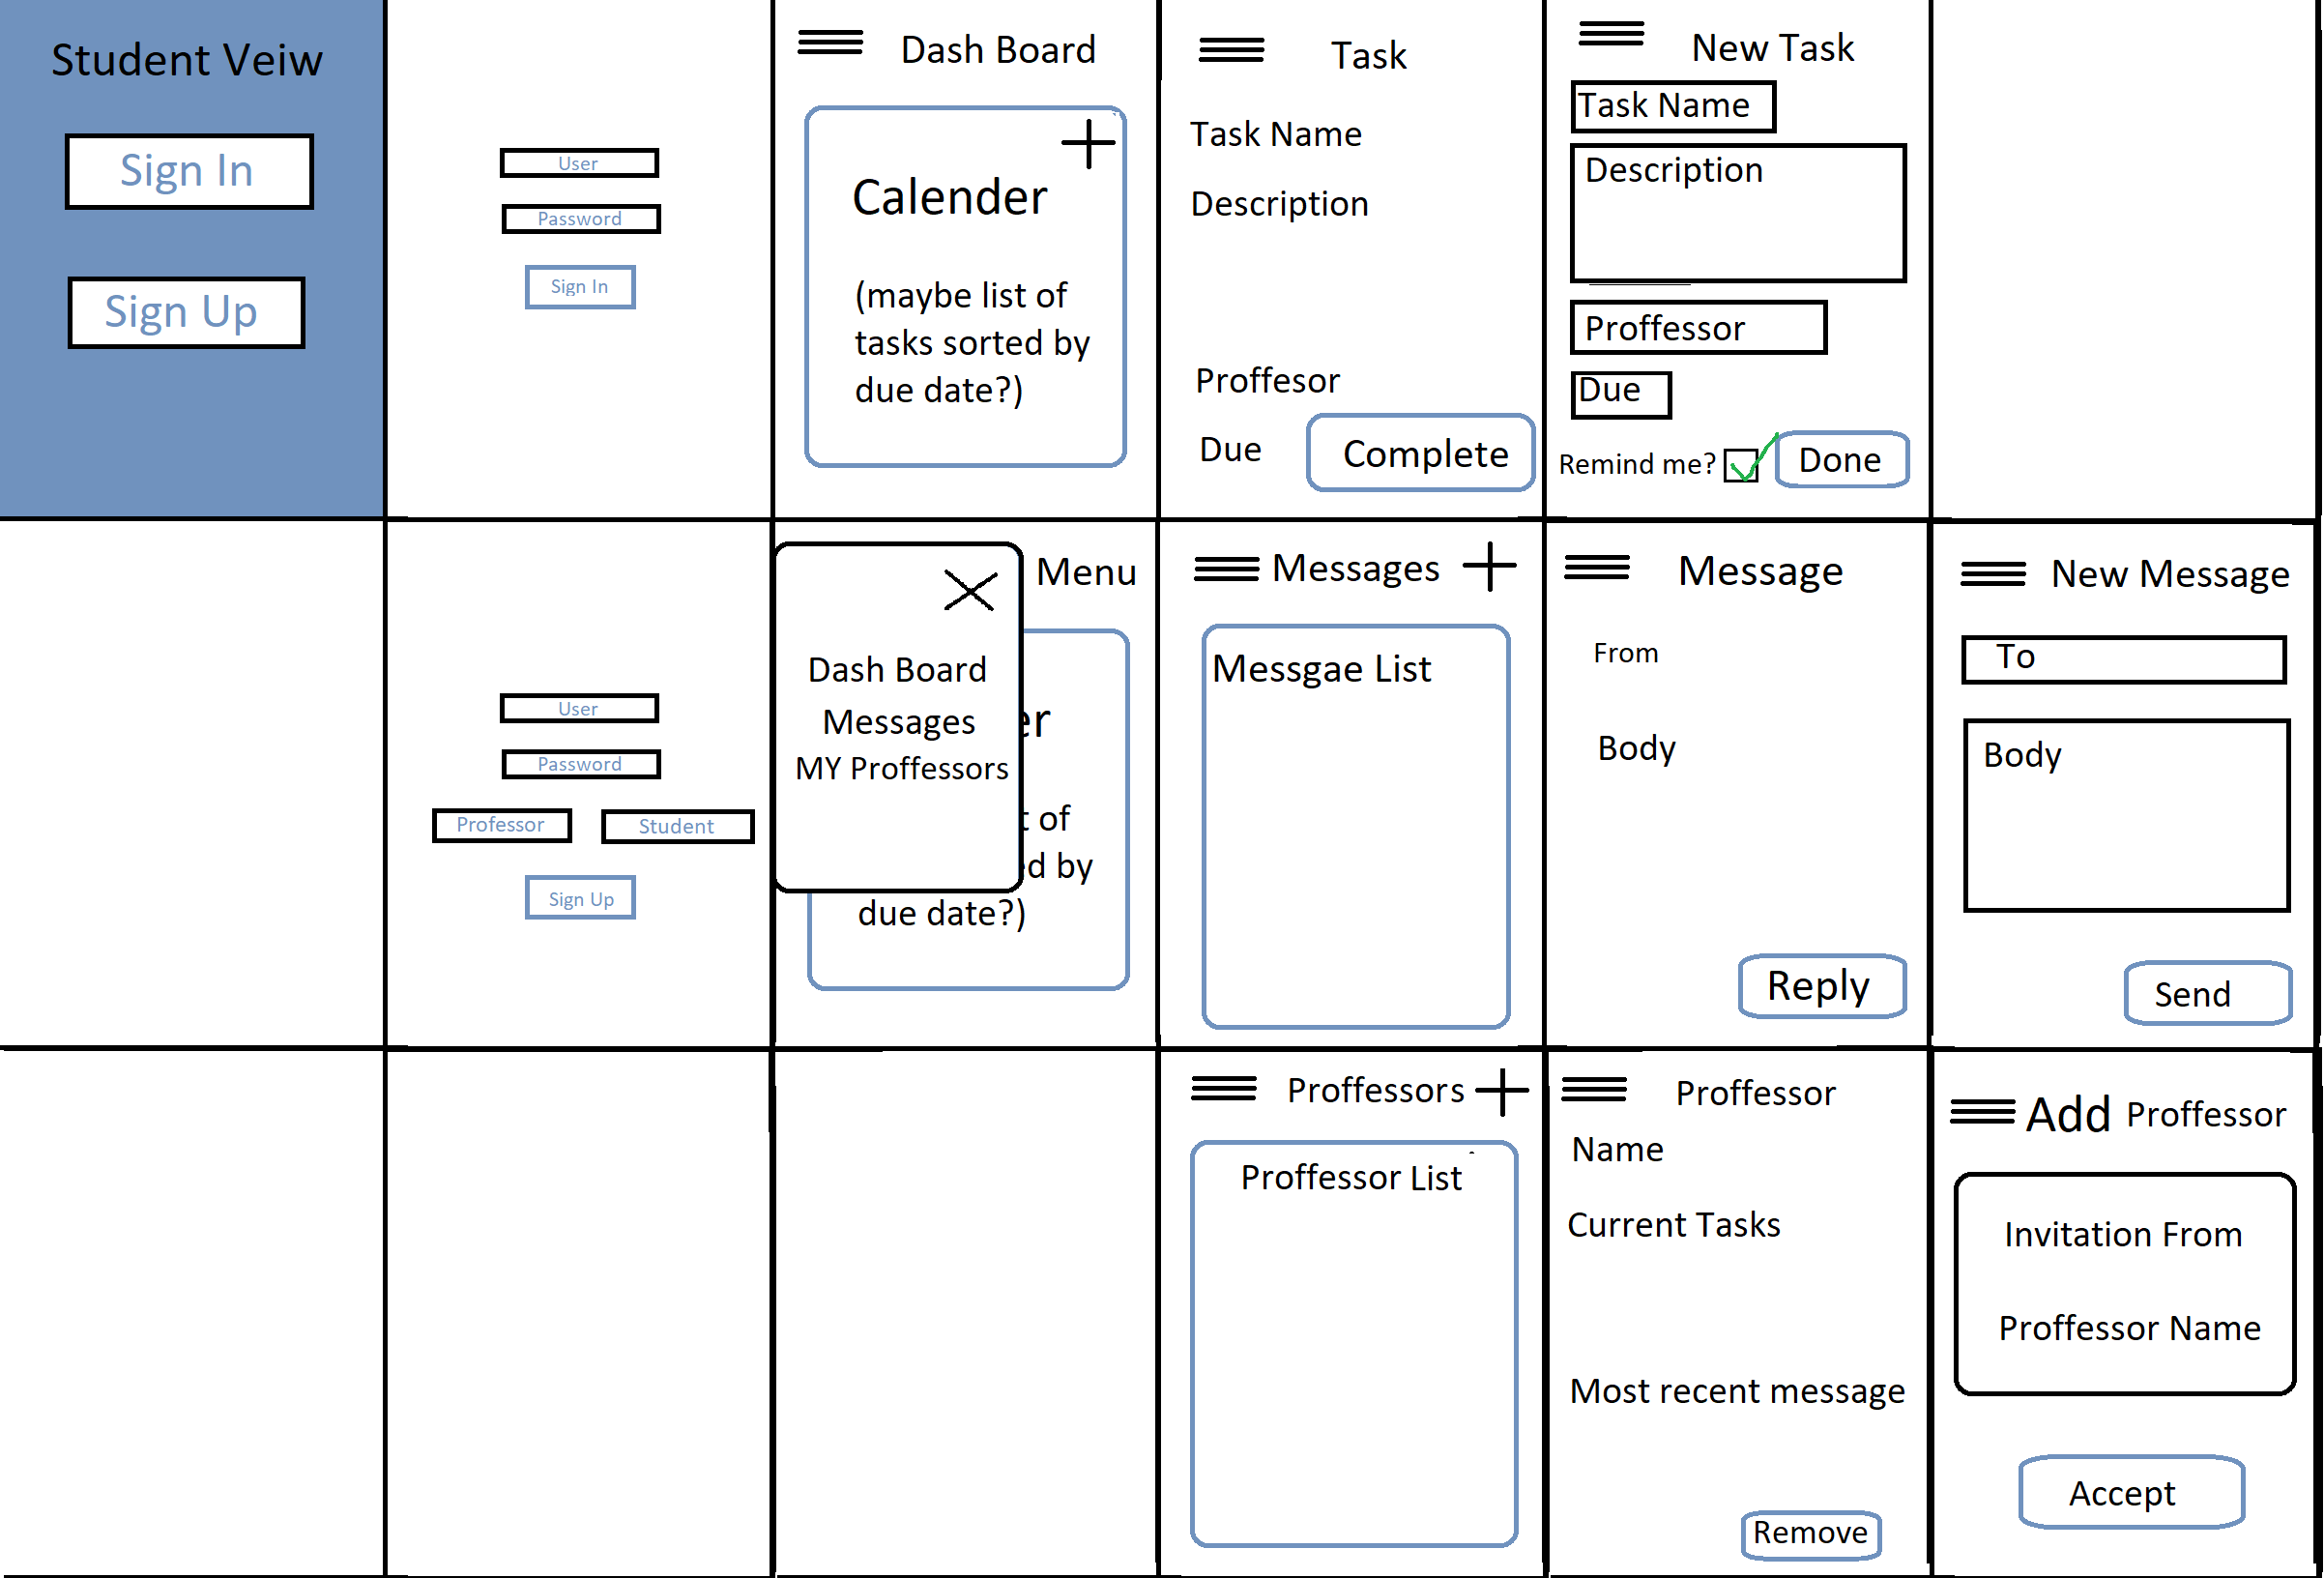 Student Veiw
Sign In
Sign Up
User
Password
Sign In
Dash Board
Calender
(maybe list of
tasks sorted by
due date?)
Task
Task Name
Description
Proffesor
Due
Complete
New Task
Task Name
Description
Proffessor
Due
Remind me?
Done
User
Password
Professor
Student
Sign Up
Menu
Dash Board
Messages
MY Proffessors
er
t of
d by
due date?)
Messages
Messgae List
Message
From
Body
Reply
New Message
To
Body
Send
Proffessors
Proffessor List
Proffessor
Name
Current Tasks
Most recent message
Remove
Add Proffessor
Invitation From
Proffessor Name
Accept